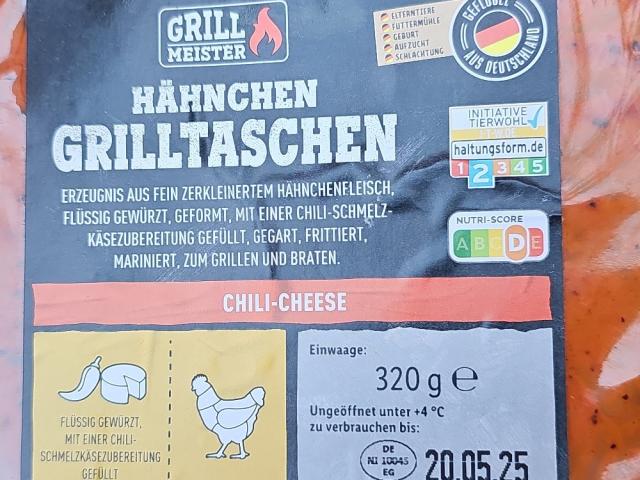 GRILL
MEISTER
ELTERNTIERE
FUTTERMÜHLE
GEBURT
AUFZUCHT
SCHLACHTUNG
GEFLÜGEL
AUS DEUTSCHLAND
HÄHNCHEN
GRILLTASCHEN
INITIATIVE
TIERWOHL
haltungsform.de
1 2 3 4 5
ERZEUGNIS AUS FEIN ZERKLEINERTEM HÄHNCHENFLEISCH,
FLÜSSIG GEWÜRZT, GEFORMT, MIT EINER CHILI-SCHMELZ-
KÄSEZUBEREITUNG GEFÜLLT, GEGART, FRITTIERT,
MARINIERT, ZUM GRILLEN UND BRATEN.
NUTRI-SCORE
A B C D E
CHILI-CHEESE
FLÜSSIG GEWÜRZT,
MIT EINER CHILI-
SCHMELZKÄSEZUBEREITUNG
GEFÜLLT
Einwaage:
320 g ℮
Ungeöffnet unter +4 °C
zu verbrauchen bis:
DE
NI 10045
EG
20.05.25